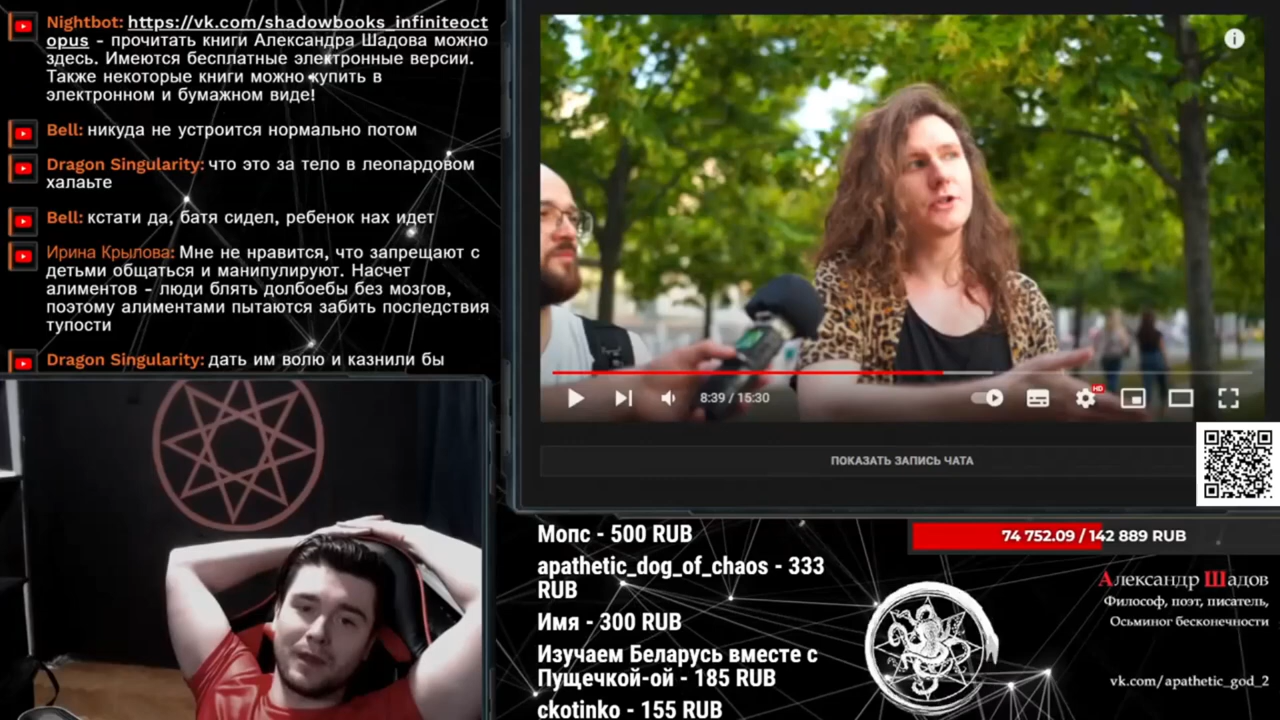 Nightbot: https://vk.com/shadowbooks_infiniteoct
opus - прочитать книги Александра Шадова можно
здесь. Имеются бесплатные электронные версии.
Также некоторые книги можно купить в
электронном и бумажном виде!
Bell: никуда не устроится нормально потом
Dragon Singularity: что это за тело в леопардовом
халаьте
Bell: кстати да, батя сидел, ребенок нах идет
Ирина Крылова: Мне не нравится, что запрещают с
детьми общаться и манипулируют. Насчет
алиментов - люди блять долбоебы без мозгов,
поэтому алиментами пытаются забить последствия
тупости
Dragon Singularity: дать им волю и казнили бы
8:39 / 15:30
HD
ПОКАЗАТЬ ЗАПИСЬ ЧАТА
Мопс - 500 RUB
apathetic_dog_of_chaos - 333
RUB
Имя - 300 RUB
Изучаем Беларусь вместе с
Пущечкой-ой - 185 RUB
ckotinko - 155 RUB
74 752.09 / 142 889 RUB
Александр Шадов
Философ, поэт, писатель,
Осьминог бесконечности
vk.com/apathetic_god_2